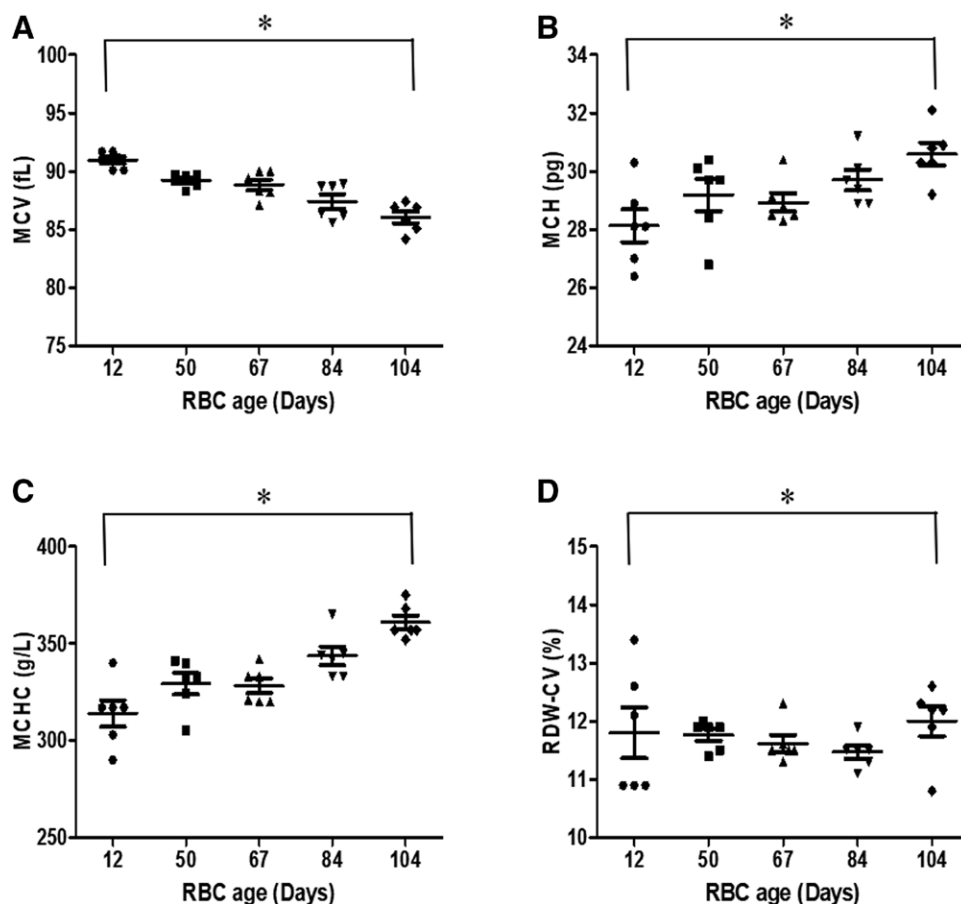 A
*
MCV (fL)
100
95
90
85
80
75
12 50 67 84 104
RBC age (Days)
B
*
MCH (pg)
34
32
30
28
26
24
12 50 67 84 104
RBC age (Days)
C
*
MCHC (g/L)
400
350
300
250
12 50 67 84 104
RBC age (Days)
D
*
RDW-CV (%)
15
14
13
12
11
10
12 50 67 84 104
RBC age (Days)